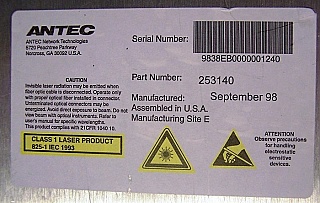 ANTEC
ANTEC Network Technologies
5720 Peachtree Parkway
Norcross, GA 30092 U.S.A.
Serial Number:
9838EB0000001240
Part Number: 253140
Manufactured: September 98
Assembled in U.S.A.
Manufacturing Site E
CAUTION
Invisible laser radiation may be emitted when
fiber optic cable is disconnected. Operate only
with proper optical fiber installed in connector.
Unterminated optical connectors may be
energized. Avoid direct exposure to beam. Do not
view beam with optical instruments. Refer to
user's manual for specific wavelengths.
This product complies with 21CFR 1040.10.
CLASS 1 LASER PRODUCT
825-1 IEC 1993
ATTENTION
Observe precautions
for handling
electrostatic
sensitive
devices.